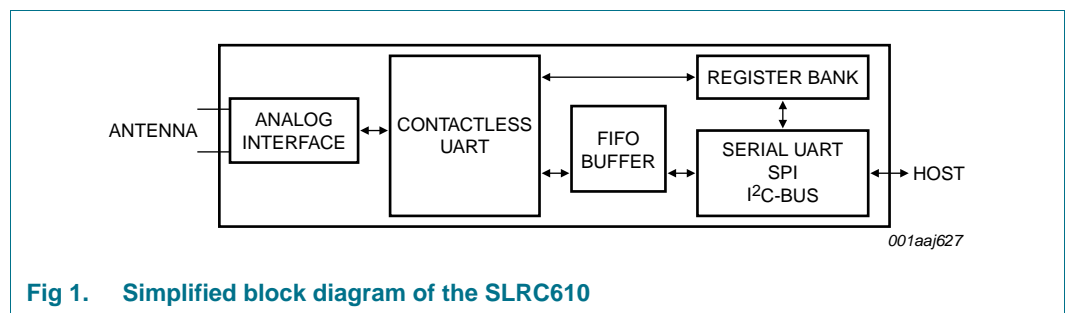 ANTENNA
ANALOG
INTERFACE
CONTACTLESS
UART
FIFO
BUFFER
REGISTER BANK
SERIAL UART
SPI
I²C-BUS
HOST
001aaj627
Fig 1. Simplified block diagram of the SLRC610